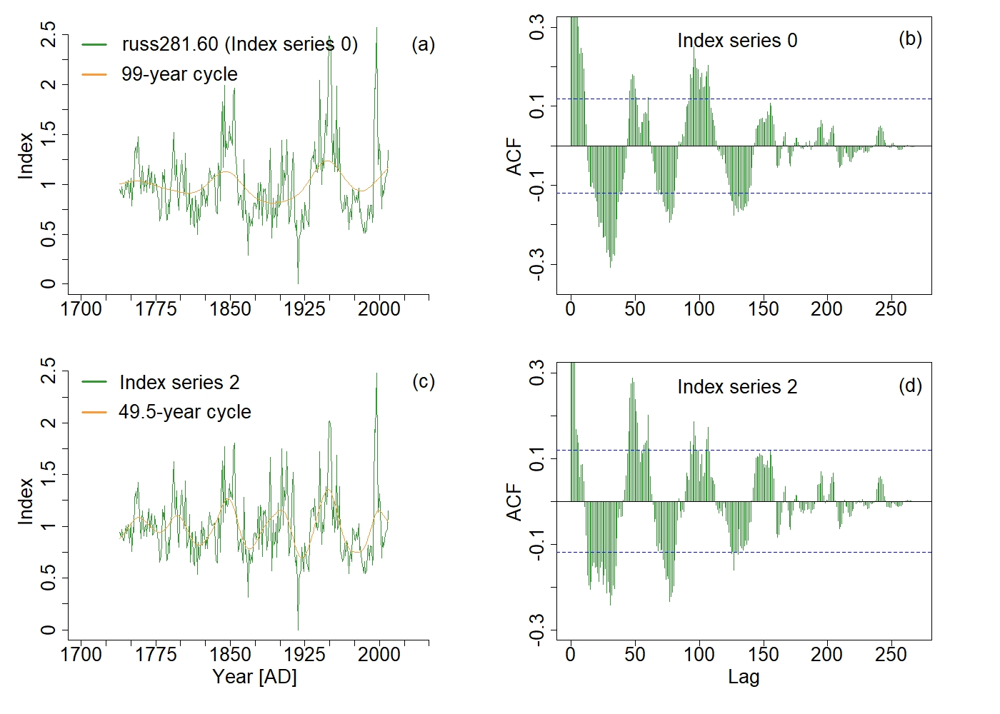 russ281.60 (Index series 0)
99-year cycle
(a)
Index
2.5
2
1.5
1
0.5
0
1700 1775 1850 1925 2000
Index series 0
(b)
ACF
0.3
0.1
-0.1
-0.3
0 50 100 150 200 250
Index series 2
49.5-year cycle
(c)
Index
2.5
2
1.5
1
0.5
0
1700 1775 1850 1925 2000
Year [AD]
Index series 2
(d)
ACF
0.3
0.1
-0.1
-0.3
0 50 100 150 200 250
Lag